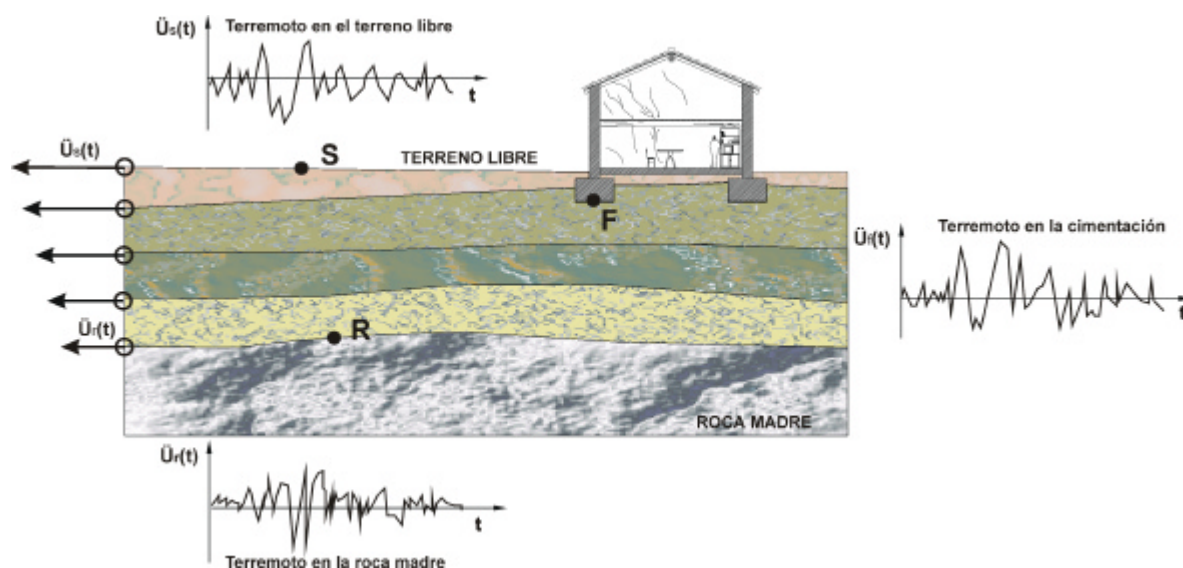 Üs(t)
Terremoto en el terreno libre
t
Üs(t)
S
TERRENO LIBRE
F
Terremoto en la cimentación
Üf(t)
t
Ür(t)
R
ROCA MADRE
Ür(t)
t
Terremoto en la roca madre